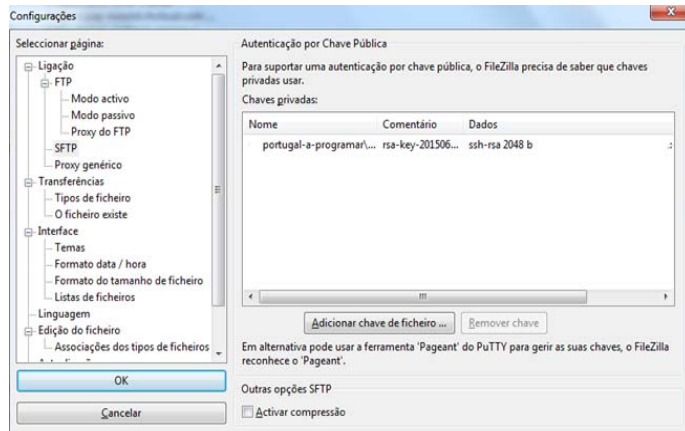 Configurações
Seleccionar página:
Ligação
FTP
Modo activo
Modo passivo
Proxy do FTP
SFTP
Proxy genérico
Transferências
Tipos de ficheiro
O ficheiro existe
Interface
Temas
Formato data / hora
Formato do tamanho de ficheiro
Listas de ficheiros
Linguagem
Edição do ficheiro
Associações dos tipos de ficheiros
OK
Cancelar
Autenticação por Chave Pública
Para suportar uma autenticação por chave pública, o FileZilla precisa de saber que chaves
privadas usar.
Chaves privadas:
Nome Comentário Dados
portugal-a-programar\... rsa-key-201506... ssh-rsa 2048 b
Adicionar chave de ficheiro ... Remover chave
Em alternativa pode usar a ferramenta 'Pageant' do PuTTY para gerir as suas chaves, o FileZilla
reconhece o 'Pageant'.
Outras opções SFTP
Activar compressão